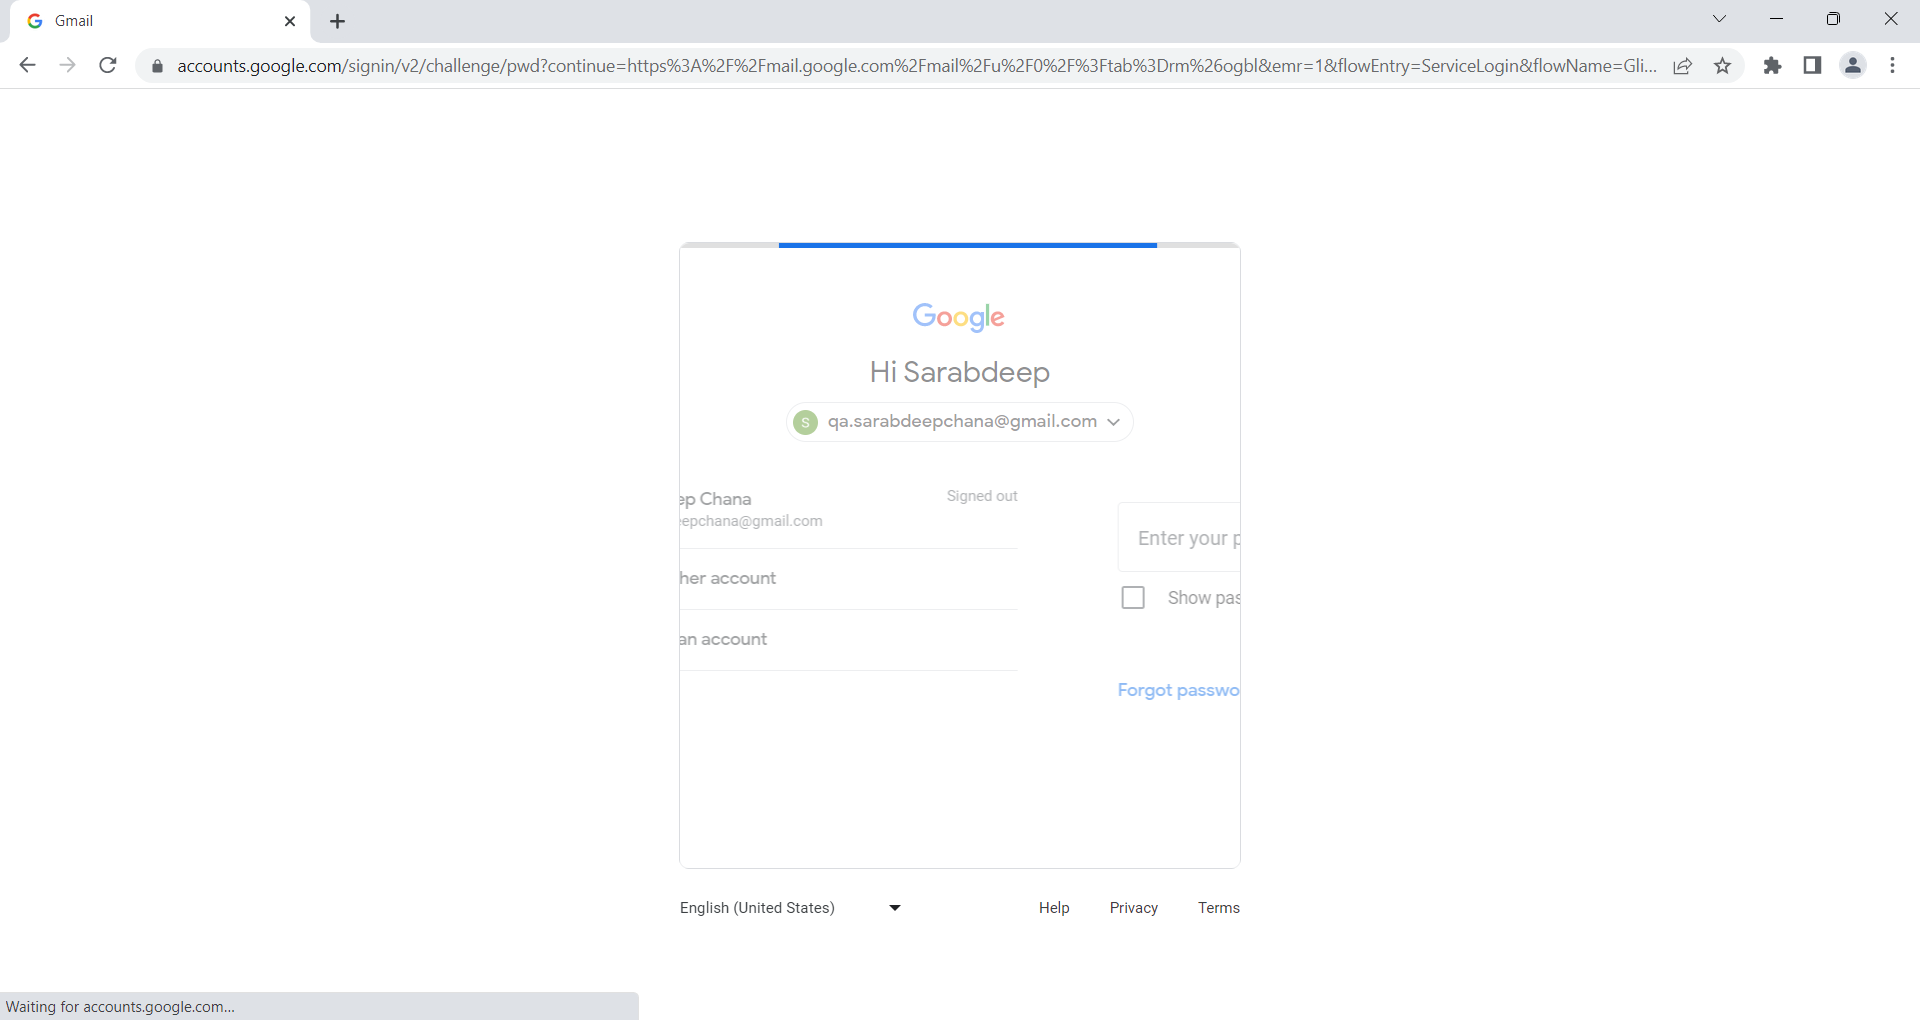 Gmail
accounts.google.com/signin/v2/challenge/pwd?continue=https%3A%2F%2Fmail.google.com%2Fmail%2Fu%2F0%2F%3Ftab%3Drm%26ogbl&emr=1&flowEntry=ServiceLogin&flowName=Gli...
Google
Hi Sarabdeep
S qa.sarabdeepchana@gmail.com
ep Chana Signed out
eepchana@gmail.com
Enter your p
her account
Show pas
an account
Forgot passwo
English (United States) Help Privacy Terms
Waiting for accounts.google.com...